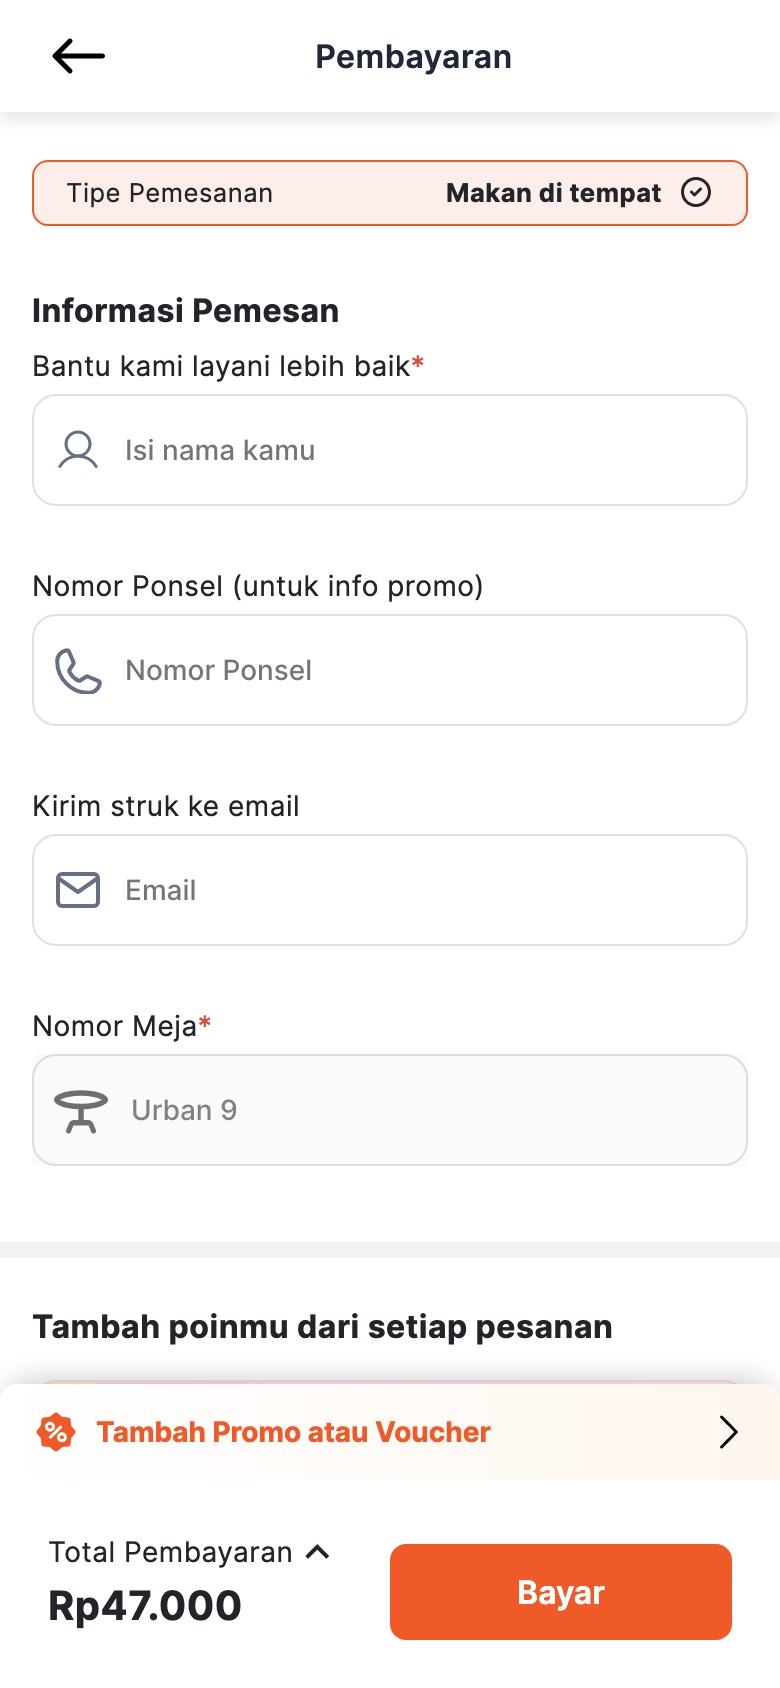 Pembayaran
Tipe Pemesanan Makan di tempat
Informasi Pemesan
Bantu kami layani lebih baik*
Isi nama kamu
Nomor Ponsel (untuk info promo)
Nomor Ponsel
Kirim struk ke email
Email
Nomor Meja*
Urban 9
Tambah poinmu dari setiap pesanan
% Tambah Promo atau Voucher
Total Pembayaran
Rp47.000
Bayar